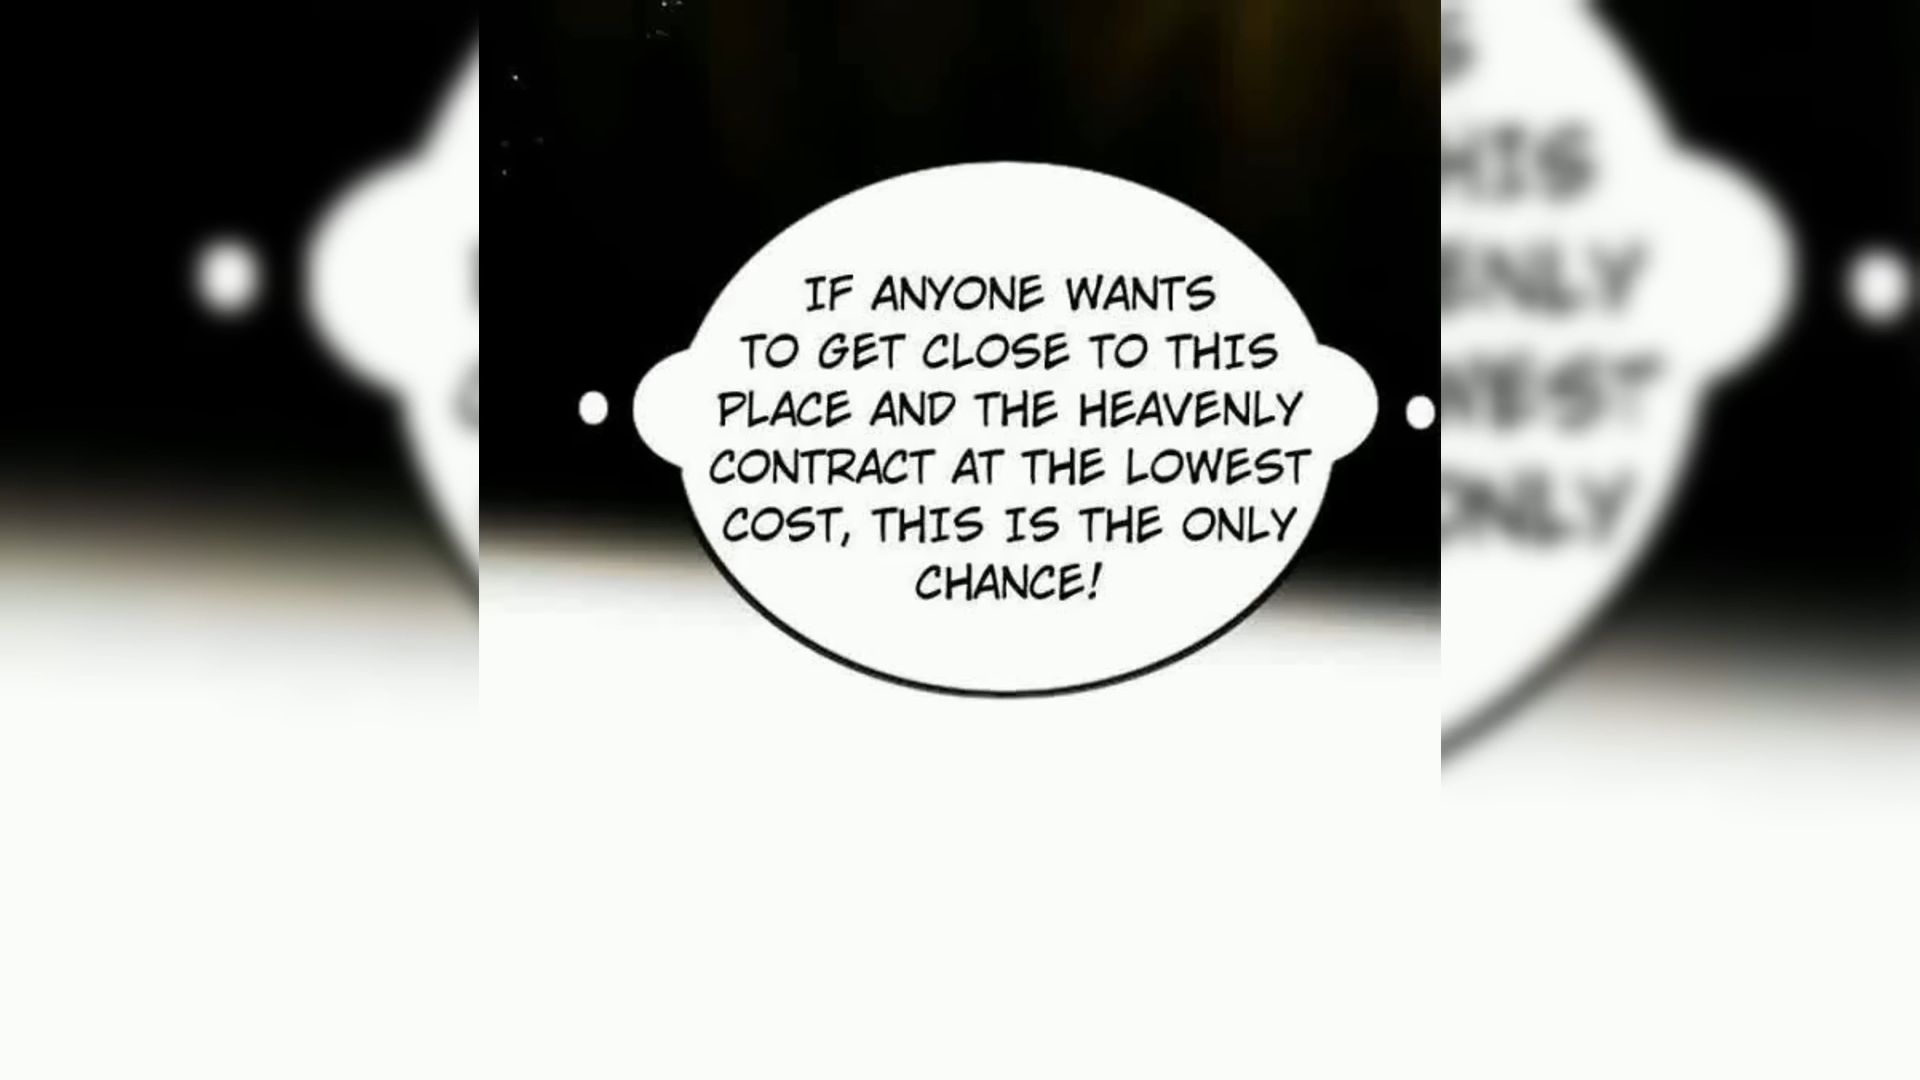 IF ANYONE WANTS
TO GET CLOSE TO THIS
PLACE AND THE HEAVENLY
CONTRACT AT THE LOWEST
COST, THIS IS THE ONLY
CHANCE!